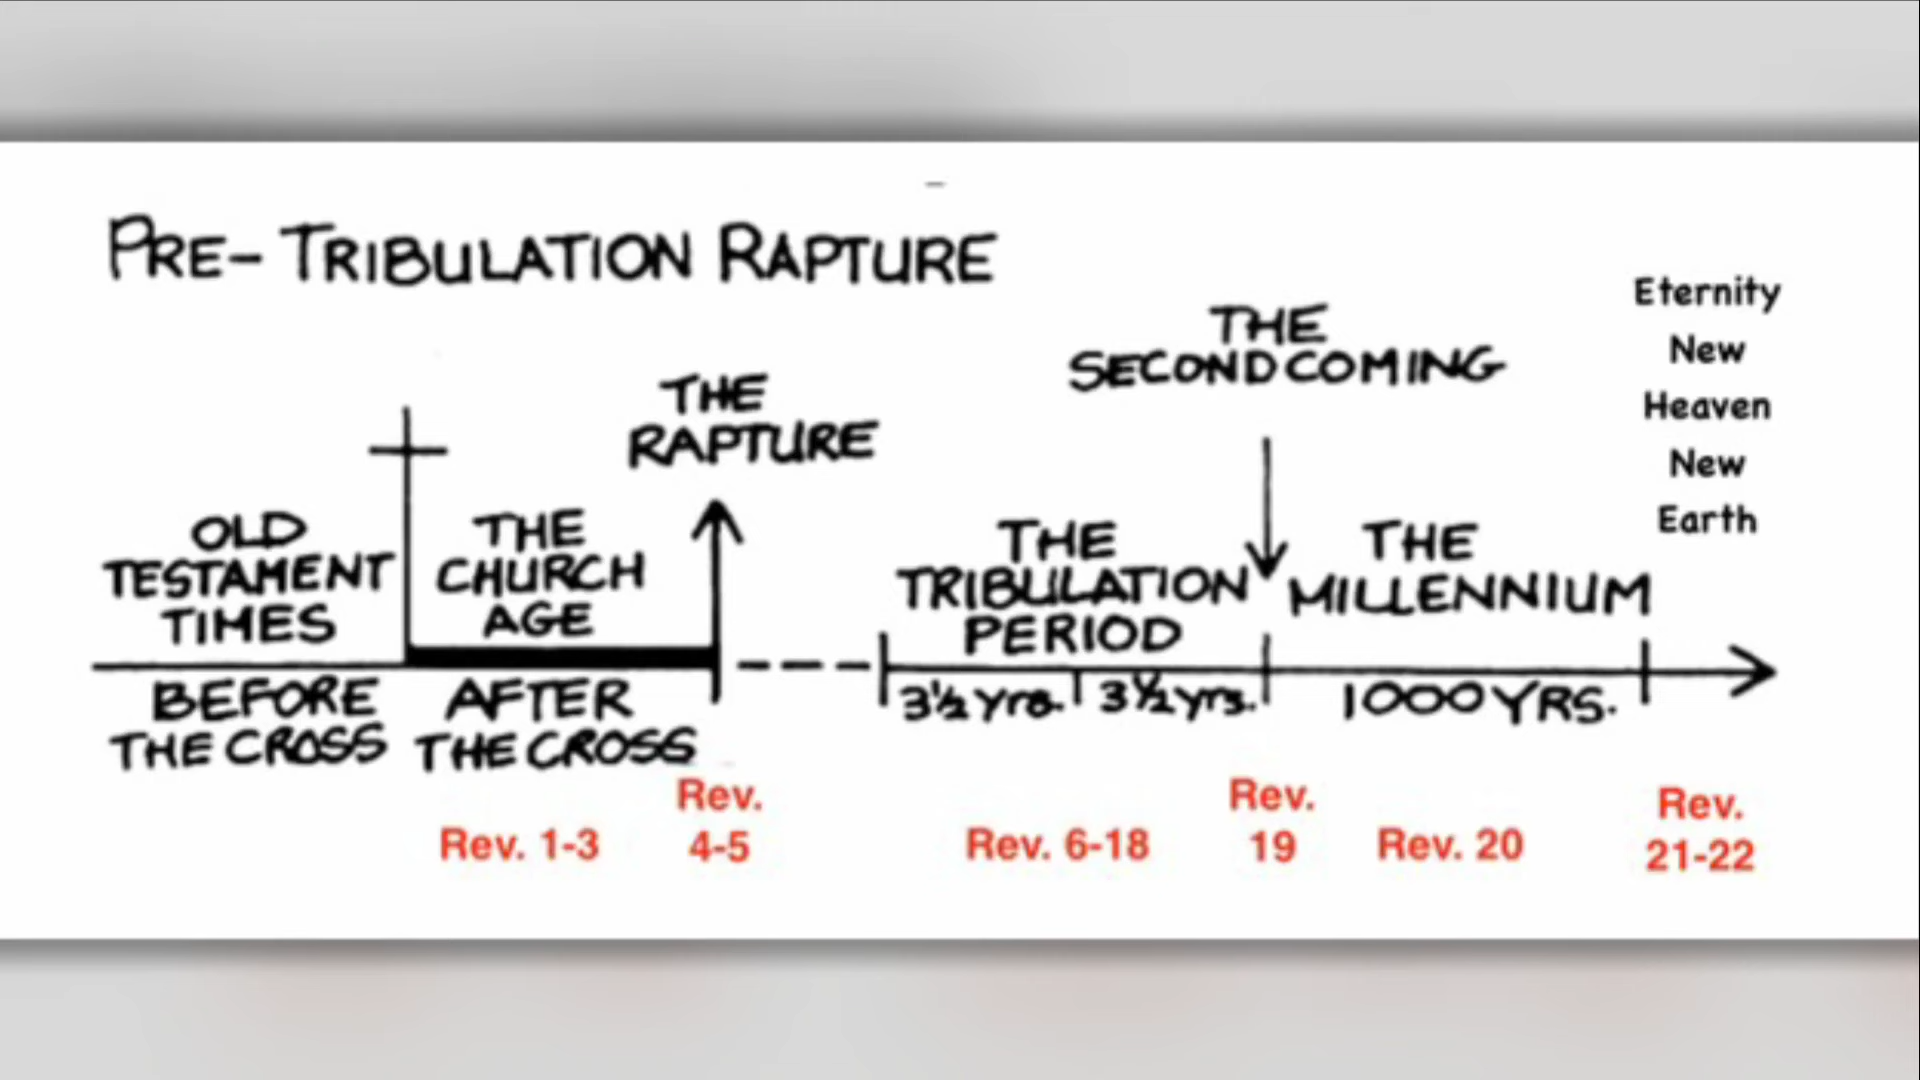 PRE-TRIBULATION RAPTURE
THE
RAPTURE
THE
SECOND COMING
Eternity
New
Heaven
New
Earth
OLD
TESTAMENT
TIMES
THE
CHURCH
AGE
THE
TRIBULATION
PERIOD
THE
MILLENNIUM
BEFORE
THE CROSS
AFTER
THE CROSS
3½ yrs.
3½ yrs.
1000 YRS.
Rev. 1-3
Rev.
4-5
Rev. 6-18
Rev.
19
Rev. 20
Rev.
21-22